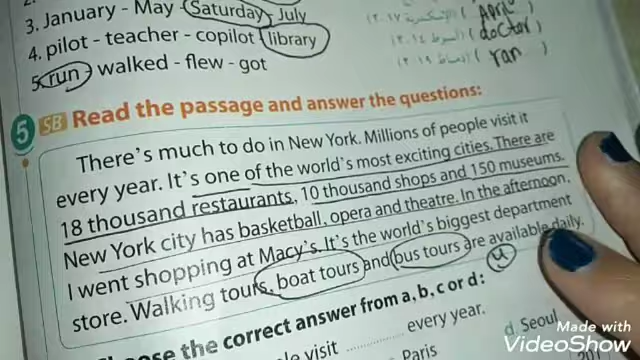 3. January - May - Saturday - July
4. pilot - teacher - copilot library
5. run walked - flew - got
April
( doctor
( ran )
5 SB Read the passage and answer the questions:
There's much to do in New York. Millions of people visit it
every year. It's one of the world's most exciting cities. There are
18 thousand restaurants, 10 thousand shops and 150 museums.
New York city has basketball, opera and theatre. In the afternoon.
I went shopping at Macy's. It's the world's biggest department
store. Walking tours, boat tours and bus tours are available daily.
the correct answer from a, b, c or d:
visit .......... every year.
Paris
d. Seoul
Made with
VideoShow